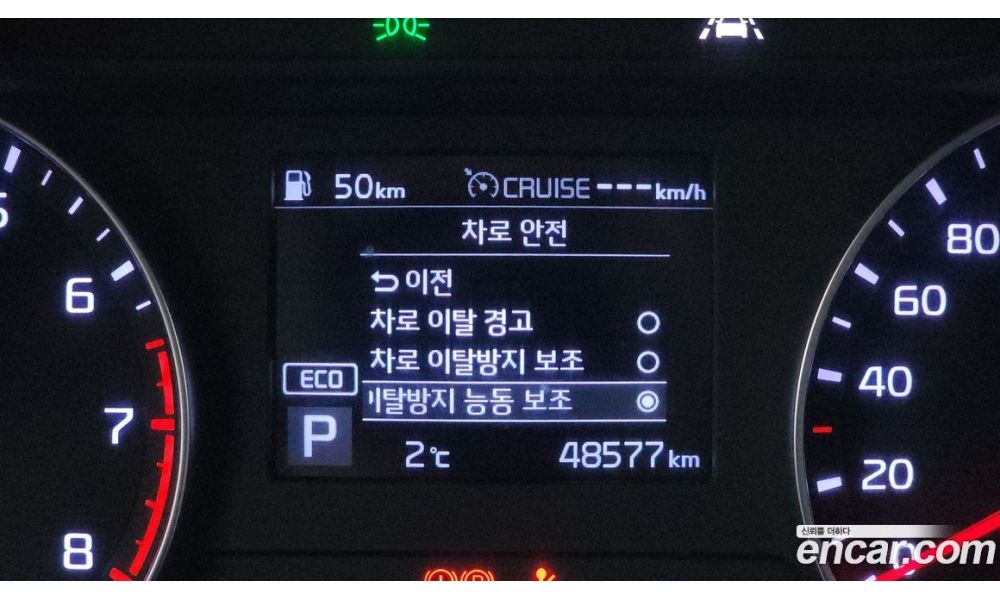 50km CRUISE ---km/h
차로 안전
이전
차로 이탈 경고
차로 이탈방지 보조
ECO
이탈방지 능동 보조
P
2℃ 48577 km
6
7
8
80
60
40
20
신뢰를 더하다
encar.com